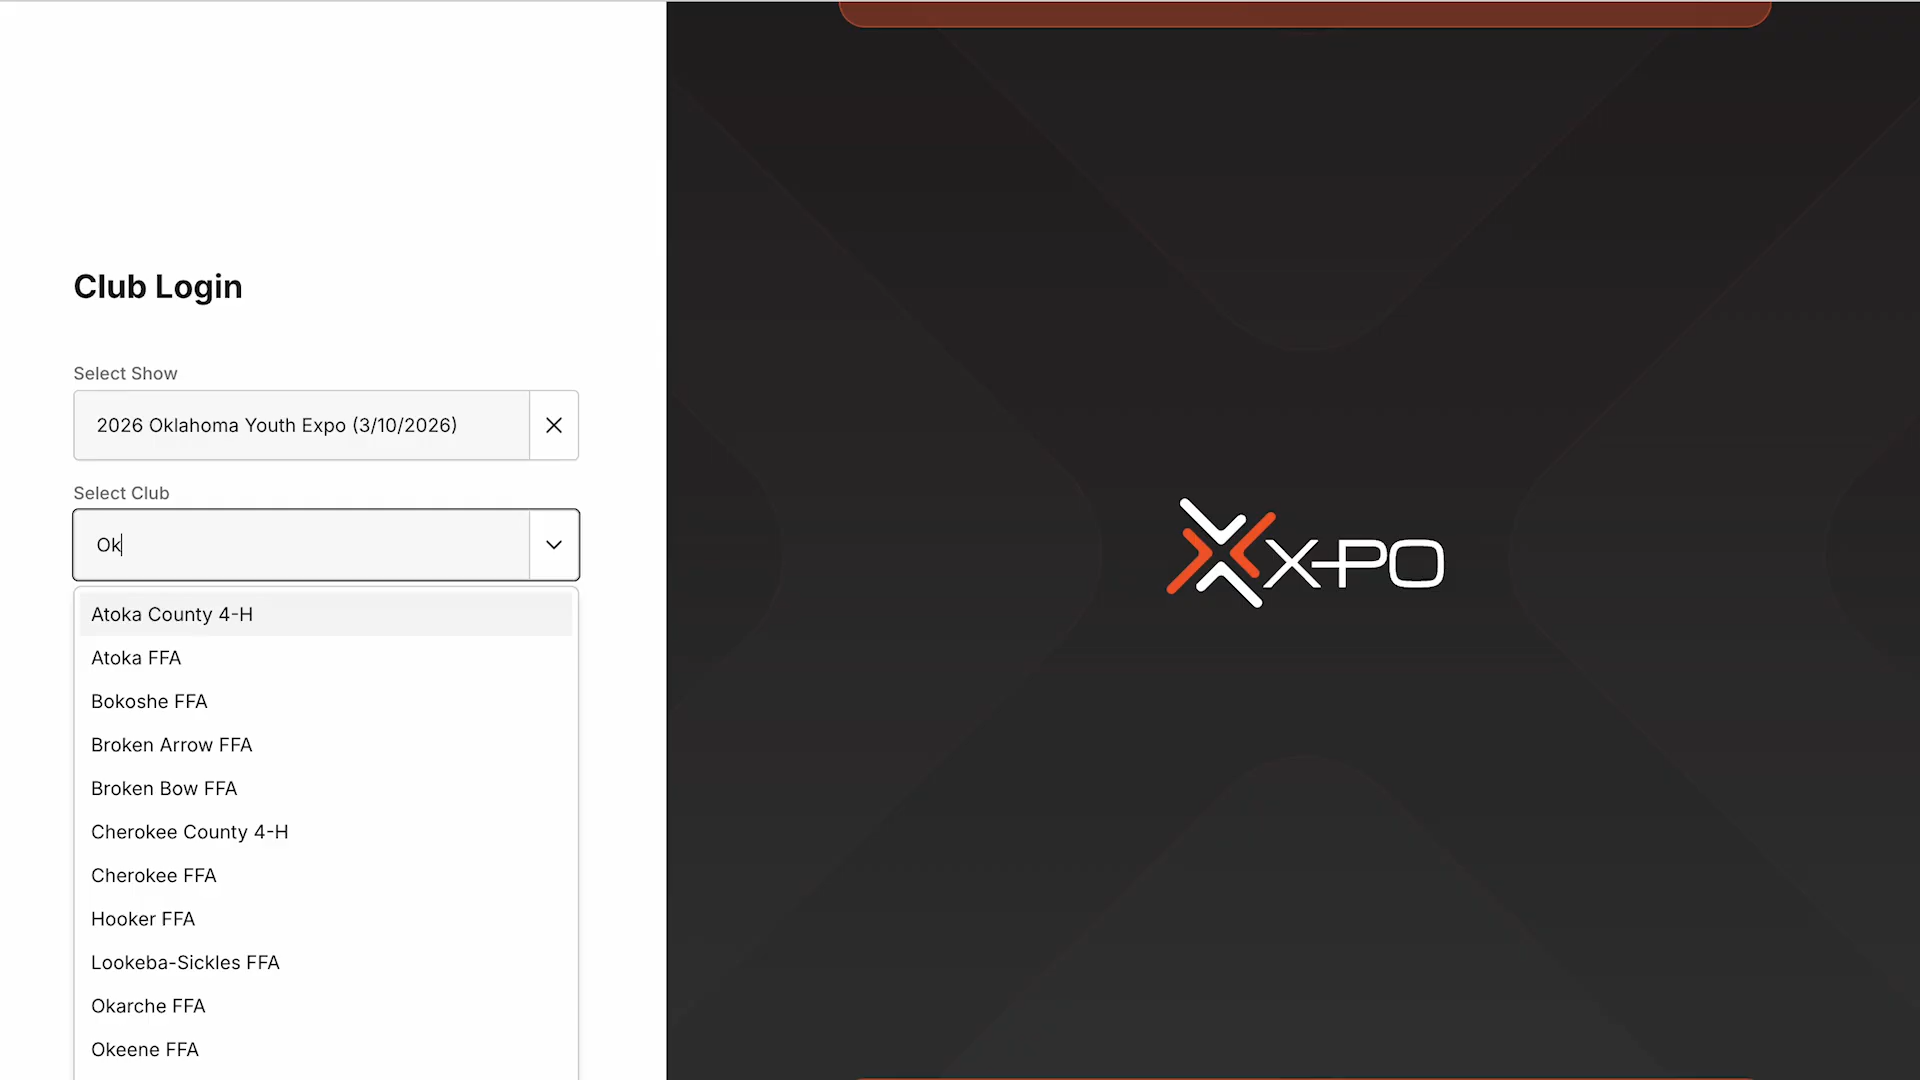 Club Login
Select Show
2026 Oklahoma Youth Expo (3/10/2026)
Select Club
Ok
Atoka County 4-H
Atoka FFA
Bokoshe FFA
Broken Arrow FFA
Broken Bow FFA
Cherokee County 4-H
Cherokee FFA
Hooker FFA
Lookeba-Sickles FFA
Okarche FFA
Okeene FFA
X-PO